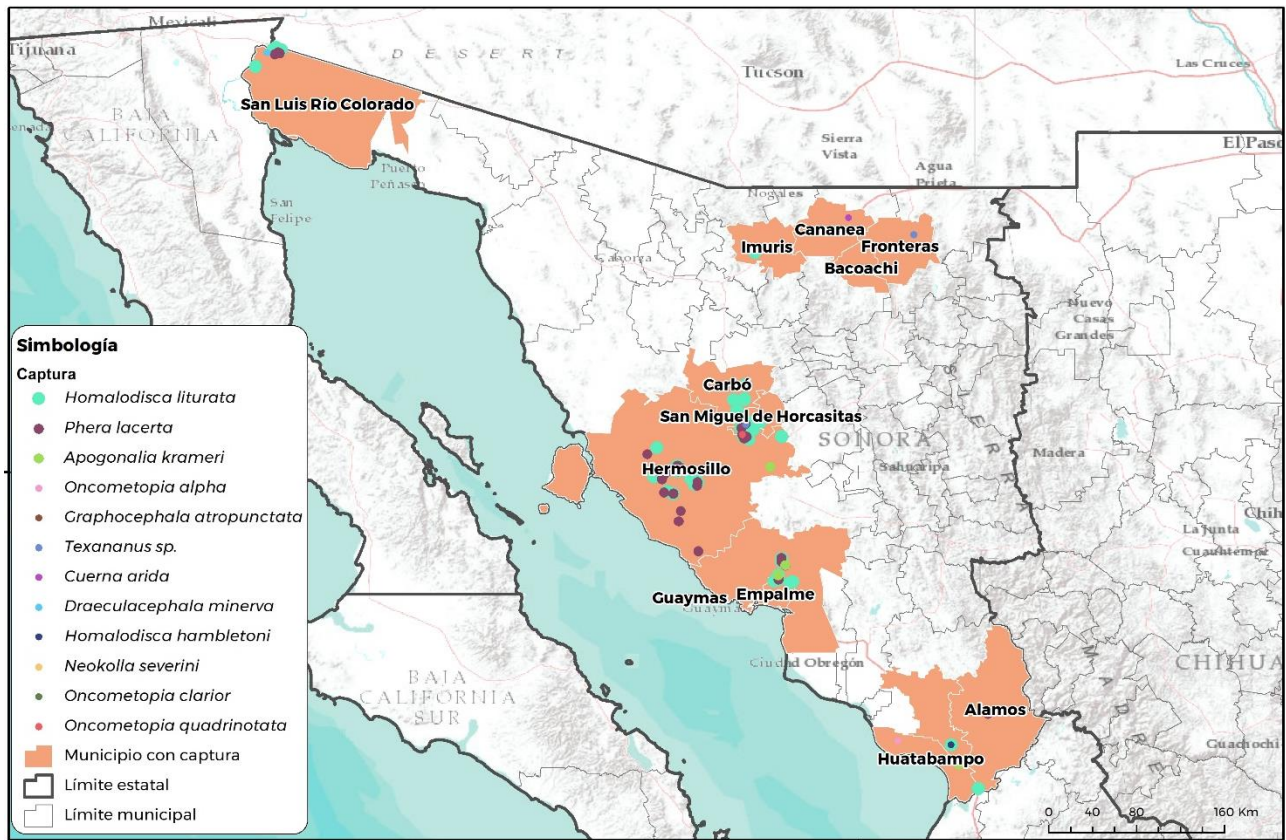 Mexicali
Tijuana
D E S E R T
Tucson
Las Cruces
San Luis Río Colorado
BAJA
CALIFORNIA
Sierra
Vista
El Paso
Agua
Prieta
Puerto
Peñasco
Nogales
San
Felipe
Cananea
Imuris
Fronteras
Bacoachi
Caborca
Nuevo
Casas
Grandes
Simbología
Captura
Homalodisca liturata
Phera lacerta
Apogonalia krameri
Oncometopia alpha
Graphocephala atropunctata
Texananus sp.
Cuerna arida
Draeculacephala minerva
Homalodisca hambletoni
Neokolla severini
Oncometopia clarior
Oncometopia quadrinotata
Municipio con captura
Límite estatal
Límite municipal
Carbó
San Miguel de Horcasitas
SONORA
SIERRA
Hermosillo
Sahuaripa
Madera
Chih
La Junta
Cuauhtémoc
Guaymas
Empalme
Guaymas
Ciudad Obregón
BAJA
CALIFORNIA
SUR
CHIHUA
MADRE
Alamos
Huatabampo
Guachochi
0 40 80 160 Km